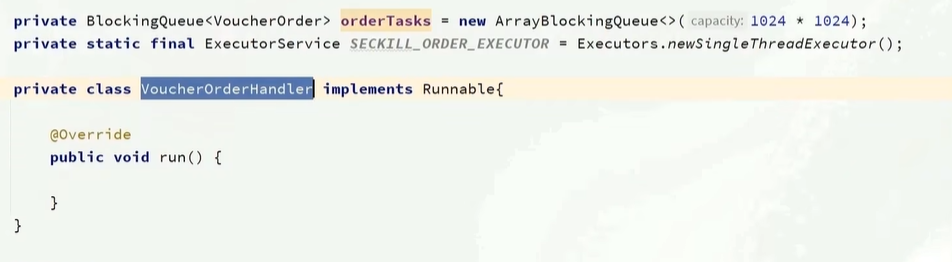 private BlockingQueue<VoucherOrder> orderTasks = new ArrayBlockingQueue<>( capacity: 1024 * 1024);
private static final ExecutorService SECKILL_ORDER_EXECUTOR = Executors.newSingleThreadExecutor();
private class VoucherOrderHandler implements Runnable{
@Override
public void run() {
}
}